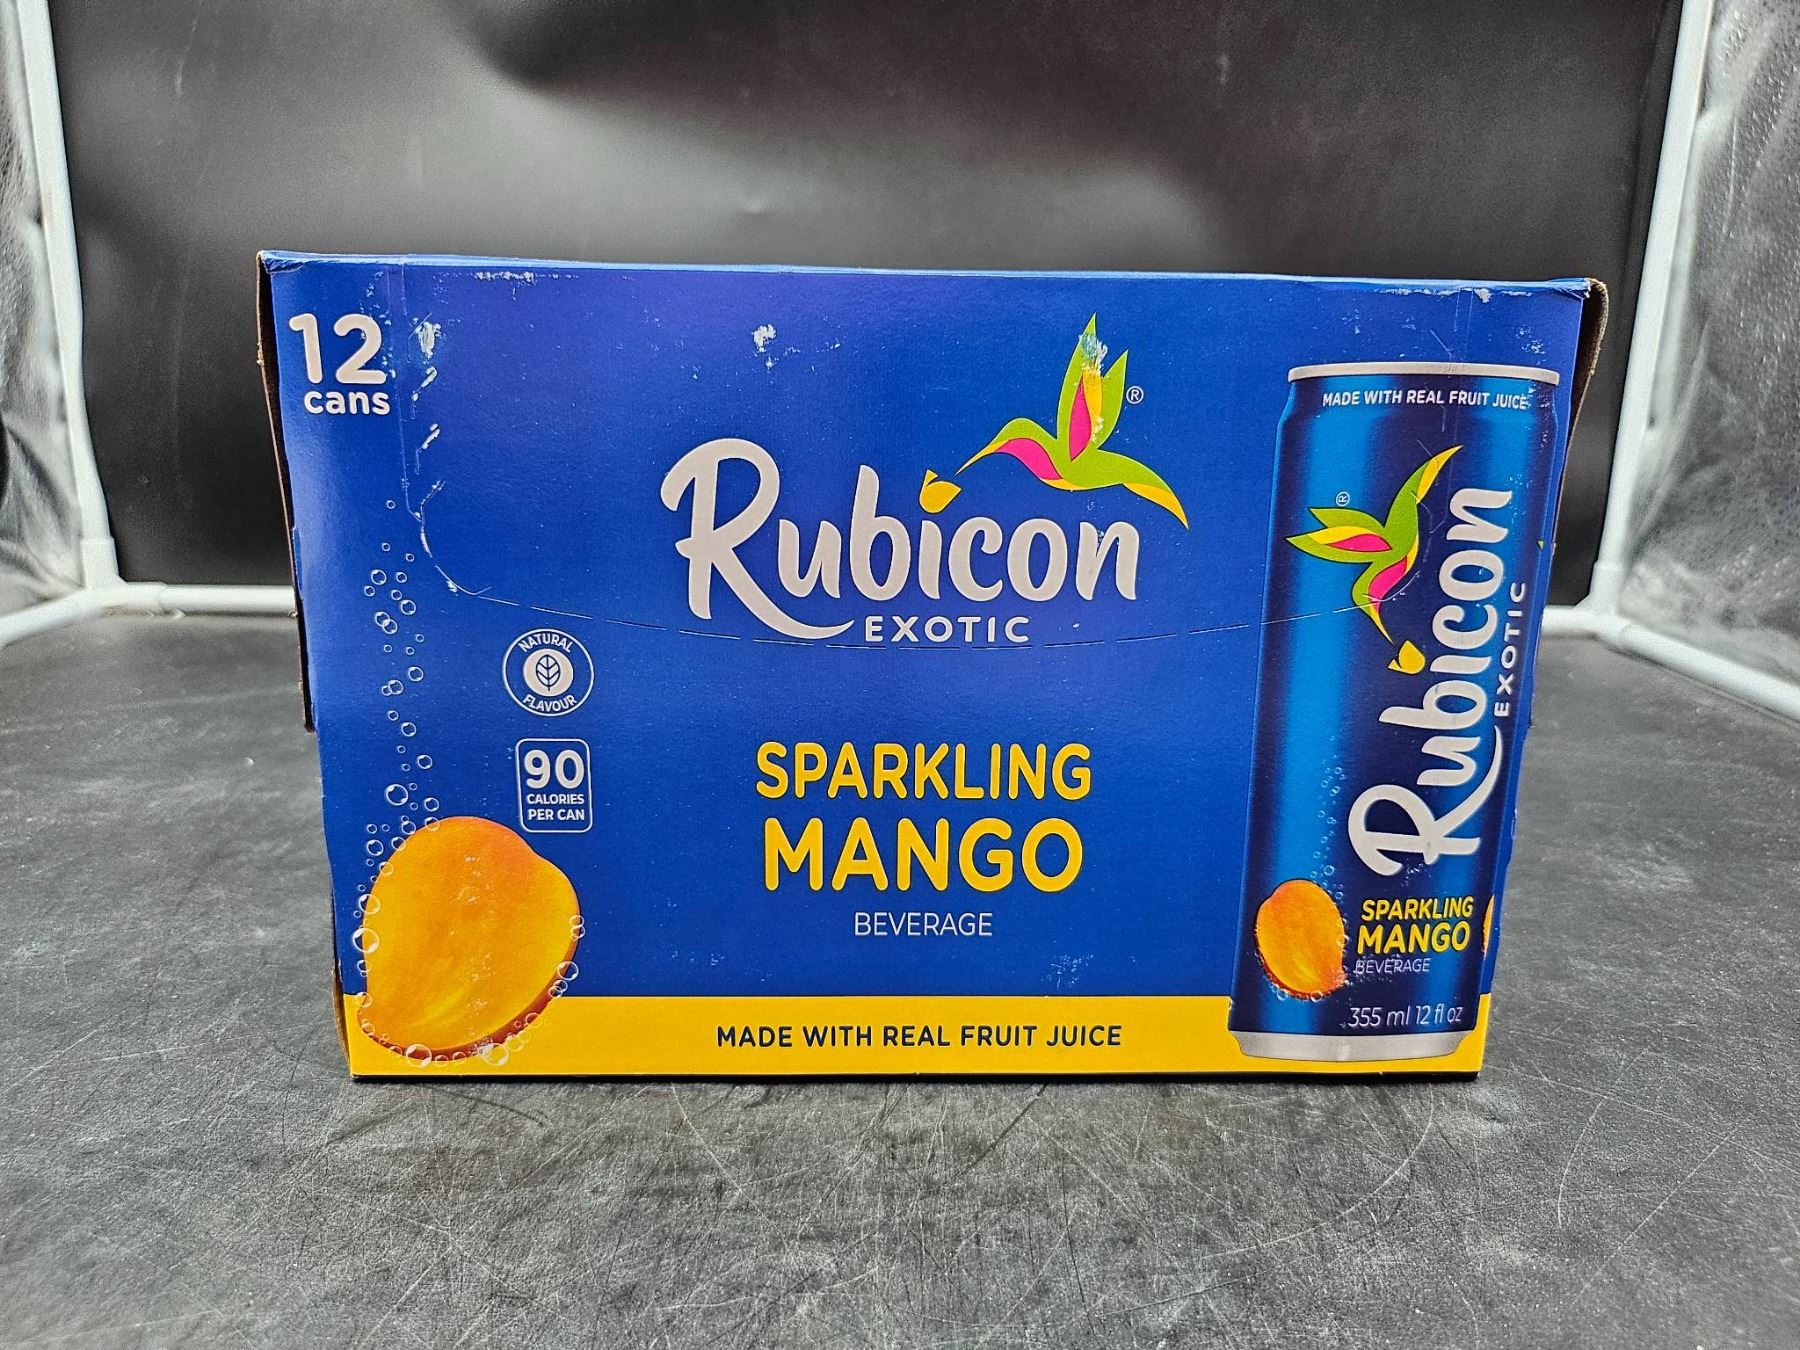 12
cans
Rubicon
®
EXOTIC
NATURAL
FLAVOUR
90
CALORIES
PER CAN
SPARKLING
MANGO
BEVERAGE
MADE WITH REAL FRUIT JUICE
MADE WITH REAL FRUIT JUICE
®
Rubicon
EXOTIC
SPARKLING
MANGO
BEVERAGE
355 ml 12 fl oz